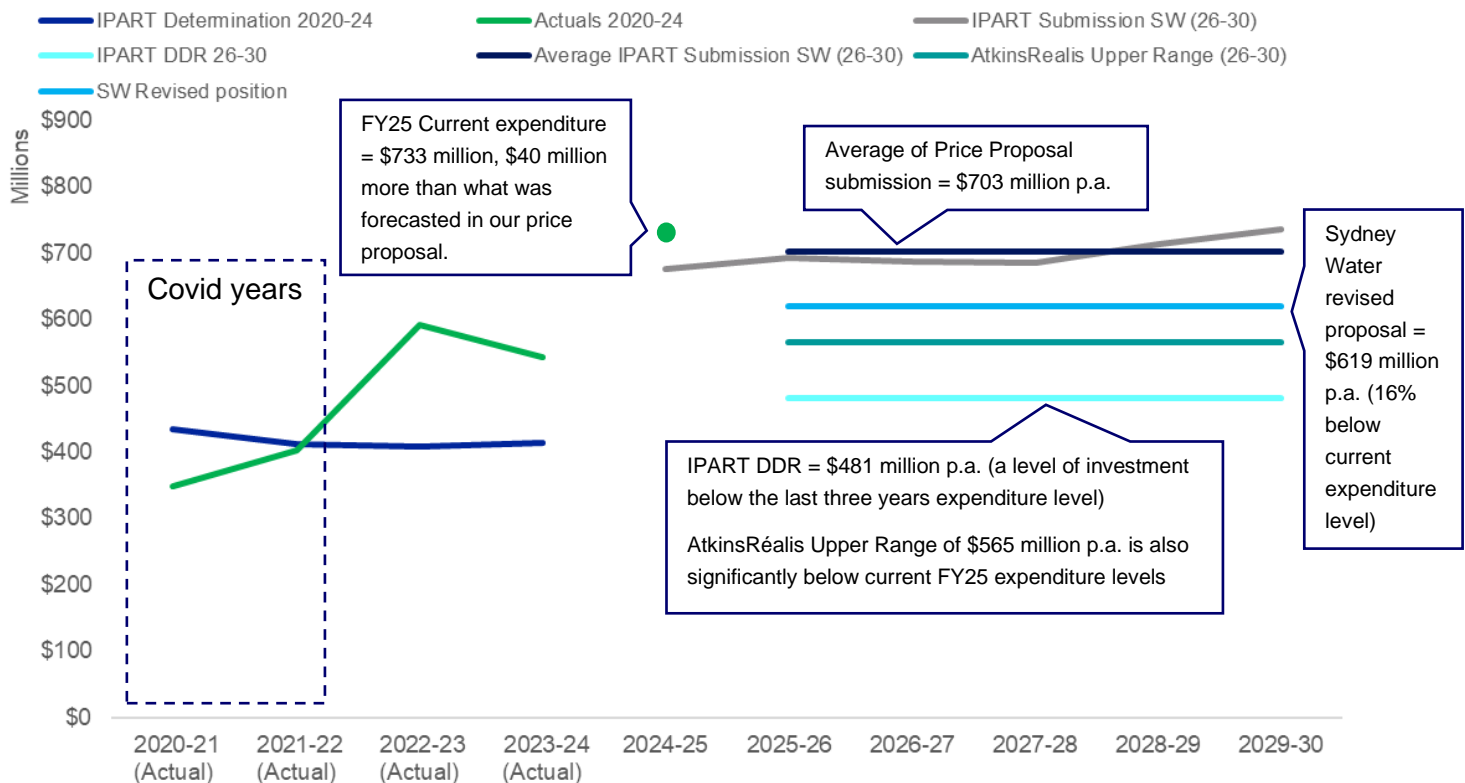 IPART Determination 2020-24
Actuals 2020-24
IPART Submission SW (26-30)
IPART DDR 26-30
Average IPART Submission SW (26-30)
AtkinsRealis Upper Range (26-30)
SW Revised position
Millions
$900
$800
$700
$600
$500
$400
$300
$200
$100
$0
Covid years
FY25 Current expenditure
= $733 million, $40 million
more than what was
forecasted in our price
proposal.
Average of Price Proposal
submission = $703 million p.a.
Sydney
Water
revised
proposal =
$619 million
p.a. (16%
below
current
expenditure
level)
IPART DDR = $481 million p.a. (a level of investment
below the last three years expenditure level)
AtkinsRéalis Upper Range of $565 million p.a. is also
significantly below current FY25 expenditure levels
2020-21
(Actual)
2021-22
(Actual)
2022-23
(Actual)
2023-24
(Actual)
2024-25
2025-26
2026-27
2027-28
2028-29
2029-30